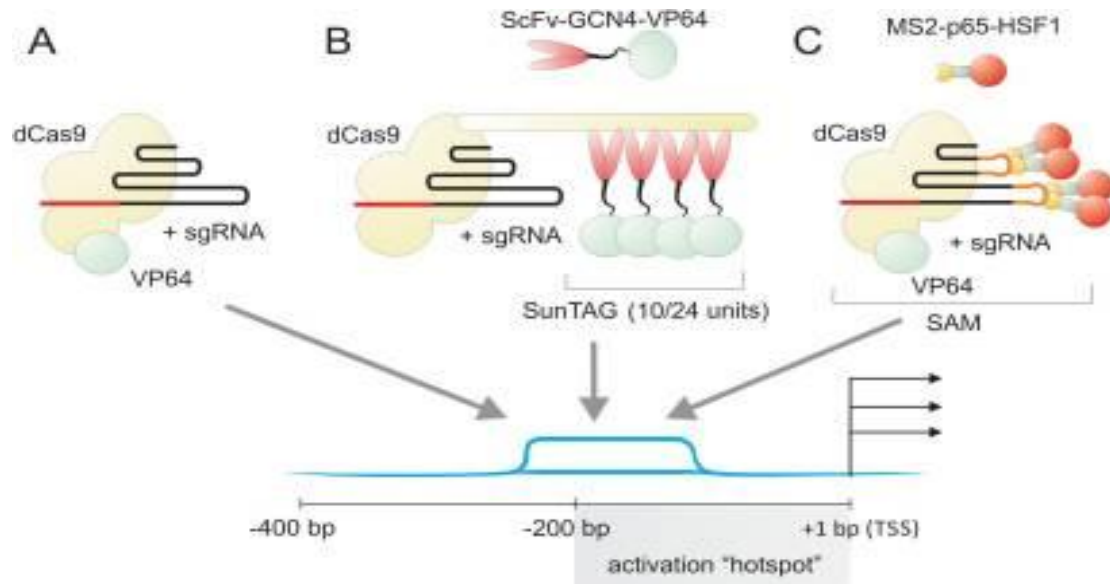 A
dCas9
+ sgRNA
VP64
B
ScFv-GCN4-VP64
+ sgRNA
SunTAG (10/24 units)
C
MS2-p65-HSF1
dCas9
+ sgRNA
VP64
SAM
-400 bp
-200 bp
+1 bp (TSS)
activation "hotspot"